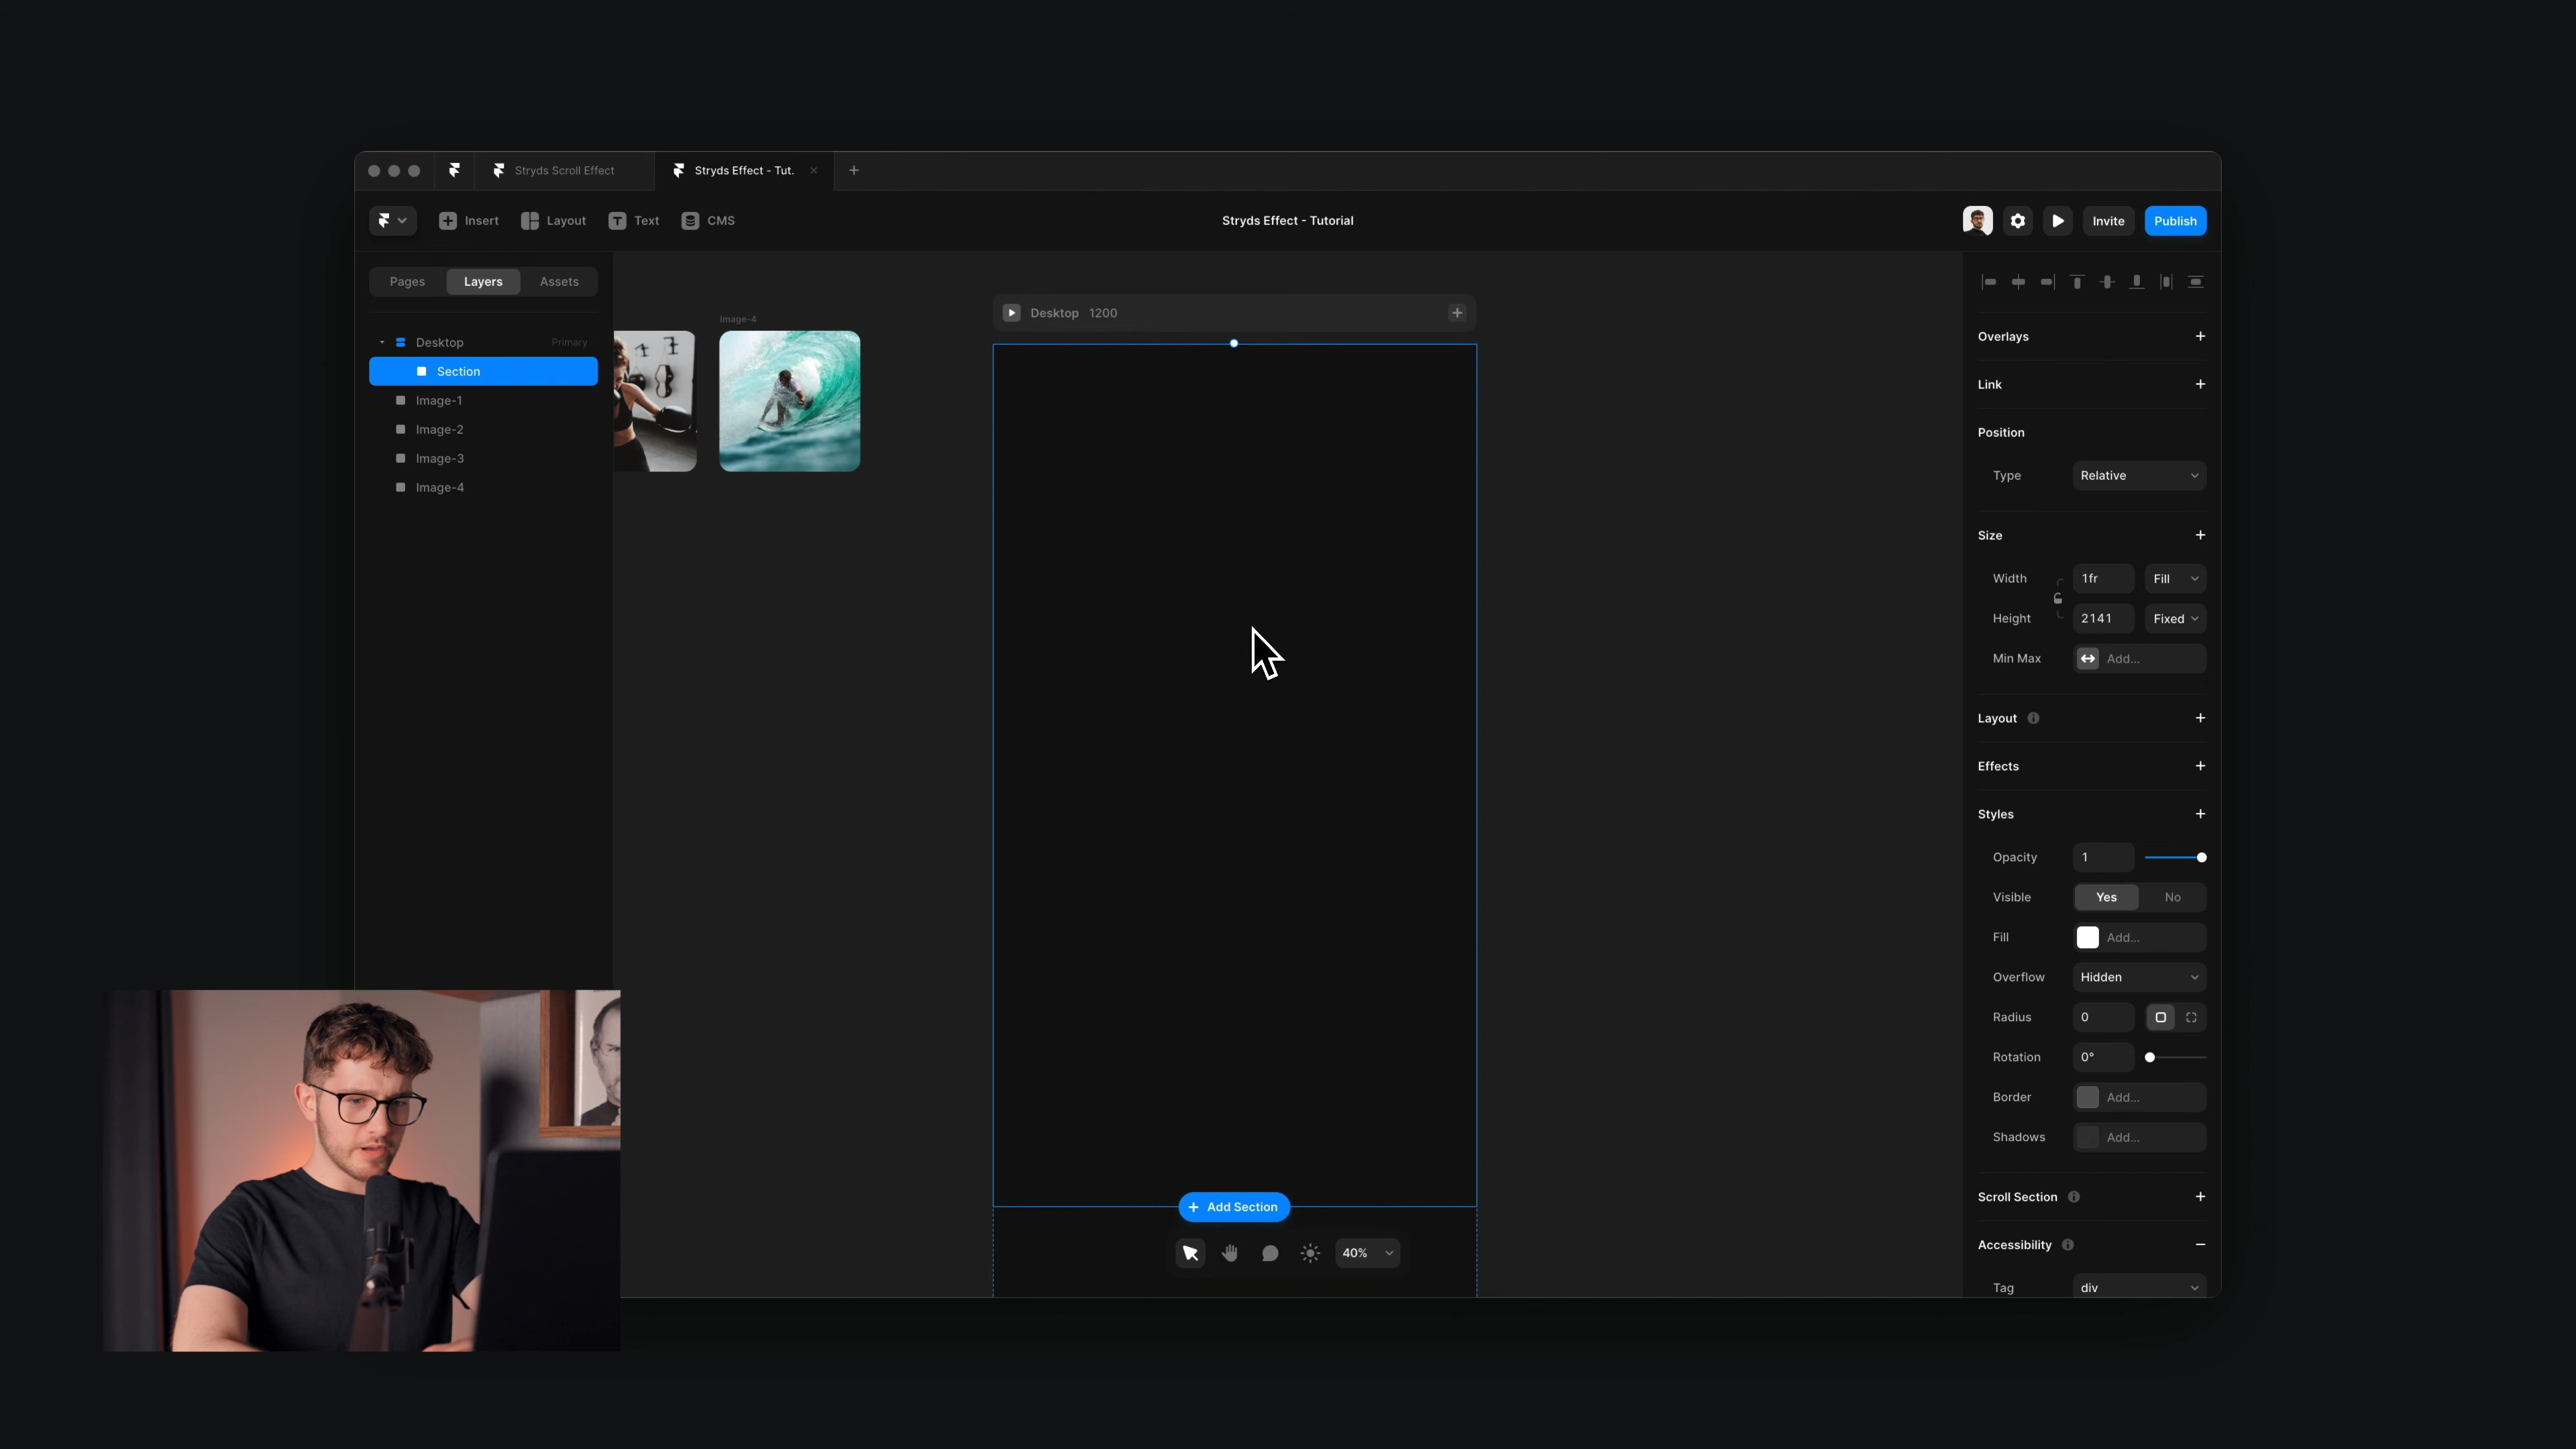 Stryds Scroll Effect
Stryds Effect - Tut.
Insert
Layout
Text
CMS
Stryds Effect - Tutorial
Invite
Publish
Pages
Layers
Assets
Desktop
Primary
Section
Image-1
Image-2
Image-3
Image-4
Image-4
Desktop 1200
Add Section
40%
Overlays
Link
Position
Type
Relative
Size
Width
1fr
Fill
Height
2141
Fixed
Min Max
Add...
Layout
Effects
Styles
Opacity
1
Visible
Yes
No
Fill
Add...
Overflow
Hidden
Radius
0
Rotation
0°
Border
Add...
Shadows
Add...
Scroll Section
Accessibility
Tag
div